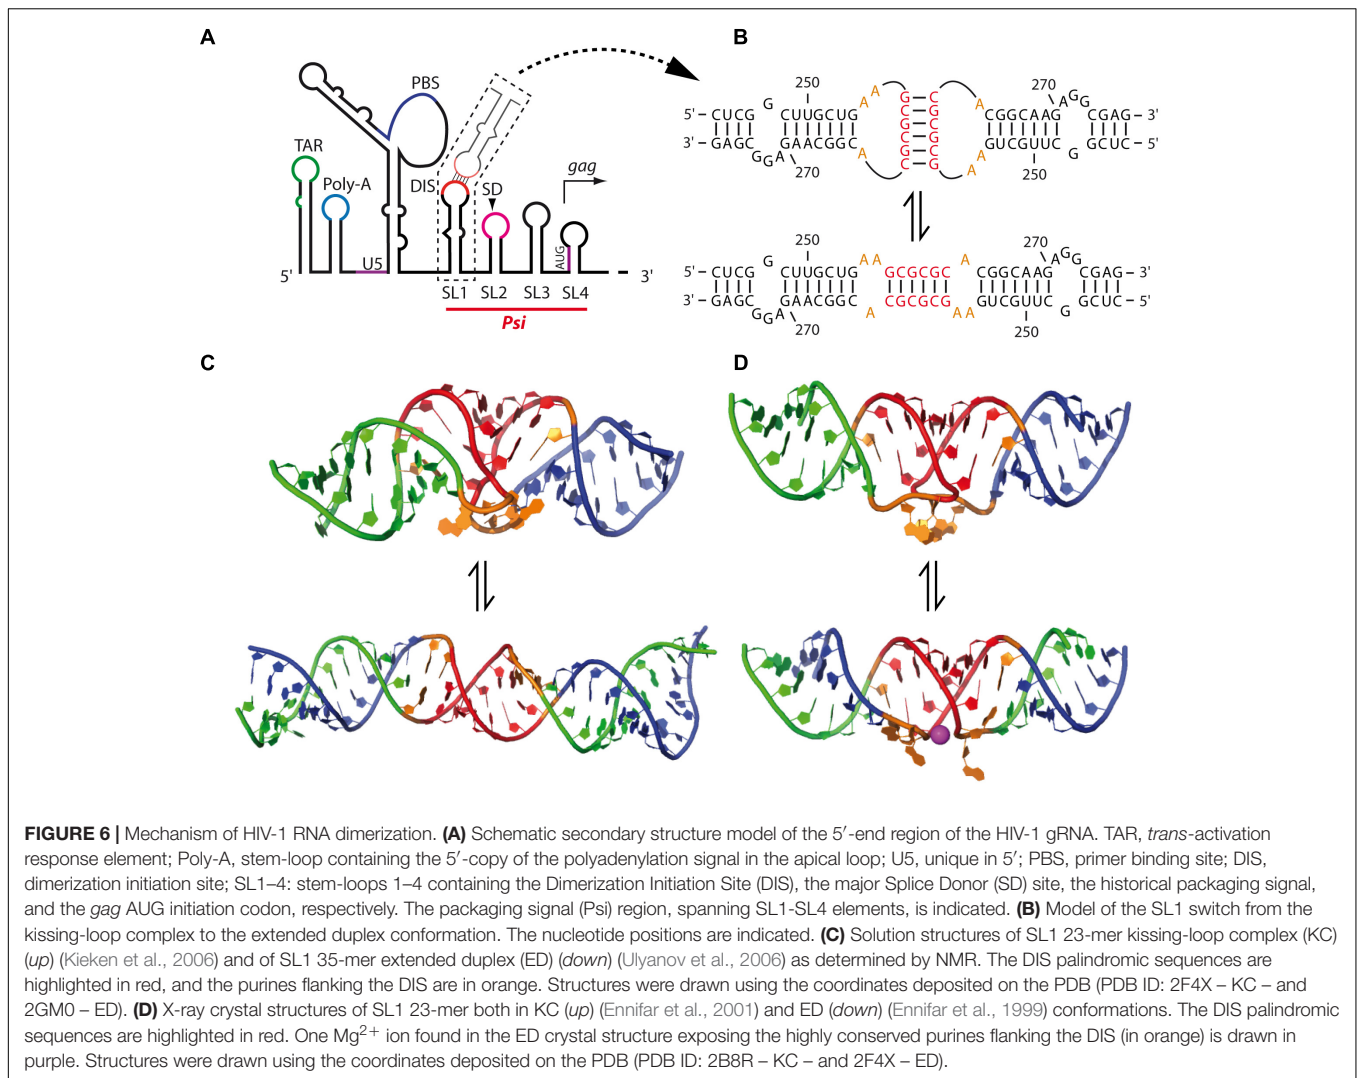 A
PBS
TAR
Poly-A
DIS
SD
gag
U5
AUG
5'
3'
SL1 SL2 SL3 SL4
Psi
B
250
270
A A G C A A G G
5' - CUCG G CUUGCUG C G CGGCAAG CGAG - 3'
G C
C G
3' - GAGC GGA GAACGGC A G C A GUCGUUC G GCUC - 5'
C G A
270
250
250
270
5' - CUCG G CUUGCUG AA GCGCGC A CGGCAAG AGG CGAG - 3'
3' - GAGC GGA GAACGGC A CGCGCG AA GUCGUUC G GCUC - 5'
270
250
C
D
FIGURE 6 | Mechanism of HIV-1 RNA dimerization. (A) Schematic secondary structure model of the 5′-end region of the HIV-1 gRNA. TAR, trans-activation
response element; Poly-A, stem-loop containing the 5′-copy of the polyadenylation signal in the apical loop; U5, unique in 5′; PBS, primer binding site; DIS,
dimerization initiation site; SL1–4: stem-loops 1–4 containing the Dimerization Initiation Site (DIS), the major Splice Donor (SD) site, the historical packaging signal,
and the gag AUG initiation codon, respectively. The packaging signal (Psi) region, spanning SL1-SL4 elements, is indicated. (B) Model of the SL1 switch from the
kissing-loop complex to the extended duplex conformation. The nucleotide positions are indicated. (C) Solution structures of SL1 23-mer kissing-loop complex (KC)
(up) (Kieken et al., 2006) and of SL1 35-mer extended duplex (ED) (down) (Ulyanov et al., 2006) as determined by NMR. The DIS palindromic sequences are
highlighted in red, and the purines flanking the DIS are in orange. Structures were drawn using the coordinates deposited on the PDB (PDB ID: 2F4X – KC – and
2GM0 – ED). (D) X-ray crystal structures of SL1 23-mer both in KC (up) (Ennifar et al., 2001) and ED (down) (Ennifar et al., 1999) conformations. The DIS palindromic
sequences are highlighted in red. One Mg2+ ion found in the ED crystal structure exposing the highly conserved purines flanking the DIS (in orange) is drawn in
purple. Structures were drawn using the coordinates deposited on the PDB (PDB ID: 2B8R – KC – and 2F4X – ED).